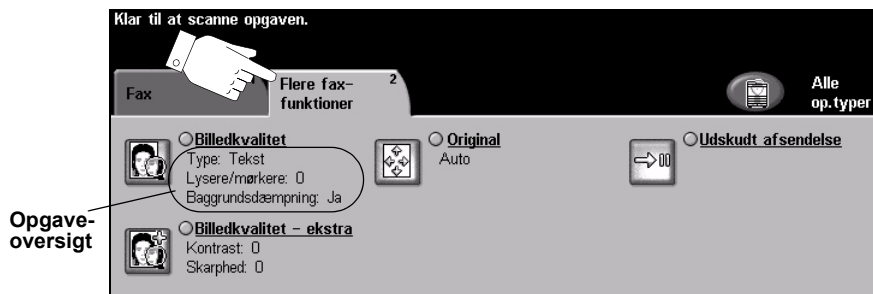 Klar til at scanne opgaven.
Fax
Flere fax-
funktioner
2
Alle
op.typer
Billedkvalitet
Type: Tekst
Lysere/mørkere: 0
Baggrundsdæmpning: Ja
Original
Auto
Udskudt afsendelse
Opgave-
oversigt
Billedkvalitet - ekstra
Kontrast: 0
Skarphed: 0